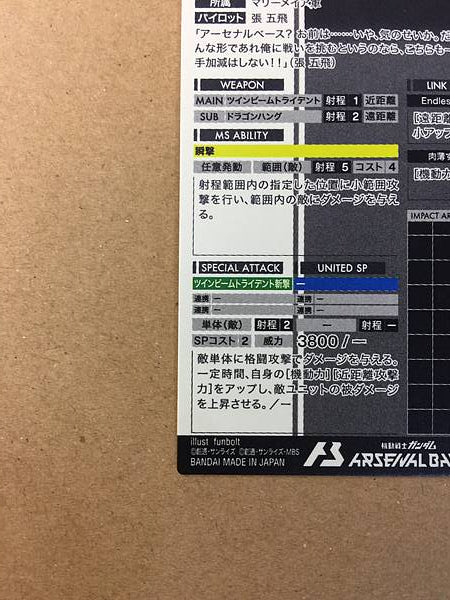 所属 マリーメイア軍
パイロット 張 五飛
「アーセナルベース? お前は……いや、気のせいか。だ
んな形であれ俺に戦いを挑むというのなら、こちらも一
手加減はしない!!」(張 五飛)
WEAPON
LINK
MAIN ツインビームトライデント 射程 1 近距離
Endles
SUB ドラゴンハング 射程 2 遠距離
[遠距離
小アップ
MS ABILITY
瞬撃
肉薄す
任意発動 範囲(敵) 射程 5 コスト 4
[機動力
射程範囲内の指定した位置に小範囲攻
撃を行い、範囲内の敵にダメージを与え
る。
IMPACT AR
SPECIAL ATTACK UNITED SP
ツインビームトライデント斬撃 ー
連携 ー 連携 ー
連携 ー 連携 ー
単体(敵) 射程 2 ー 射程 ー
SPコスト 2 威力 3800/ー
敵単体に格闘攻撃でダメージを与える。
一定時間、自身の[機動力][近距離攻撃
力]をアップし、敵ユニットの被ダメージ
を上昇させる。/ー
illust funbolt
©創通・サンライズ ©創通・サンライズ・MBS
BANDAI MADE IN JAPAN
機動戦士ガンダム
ARSENAL BA